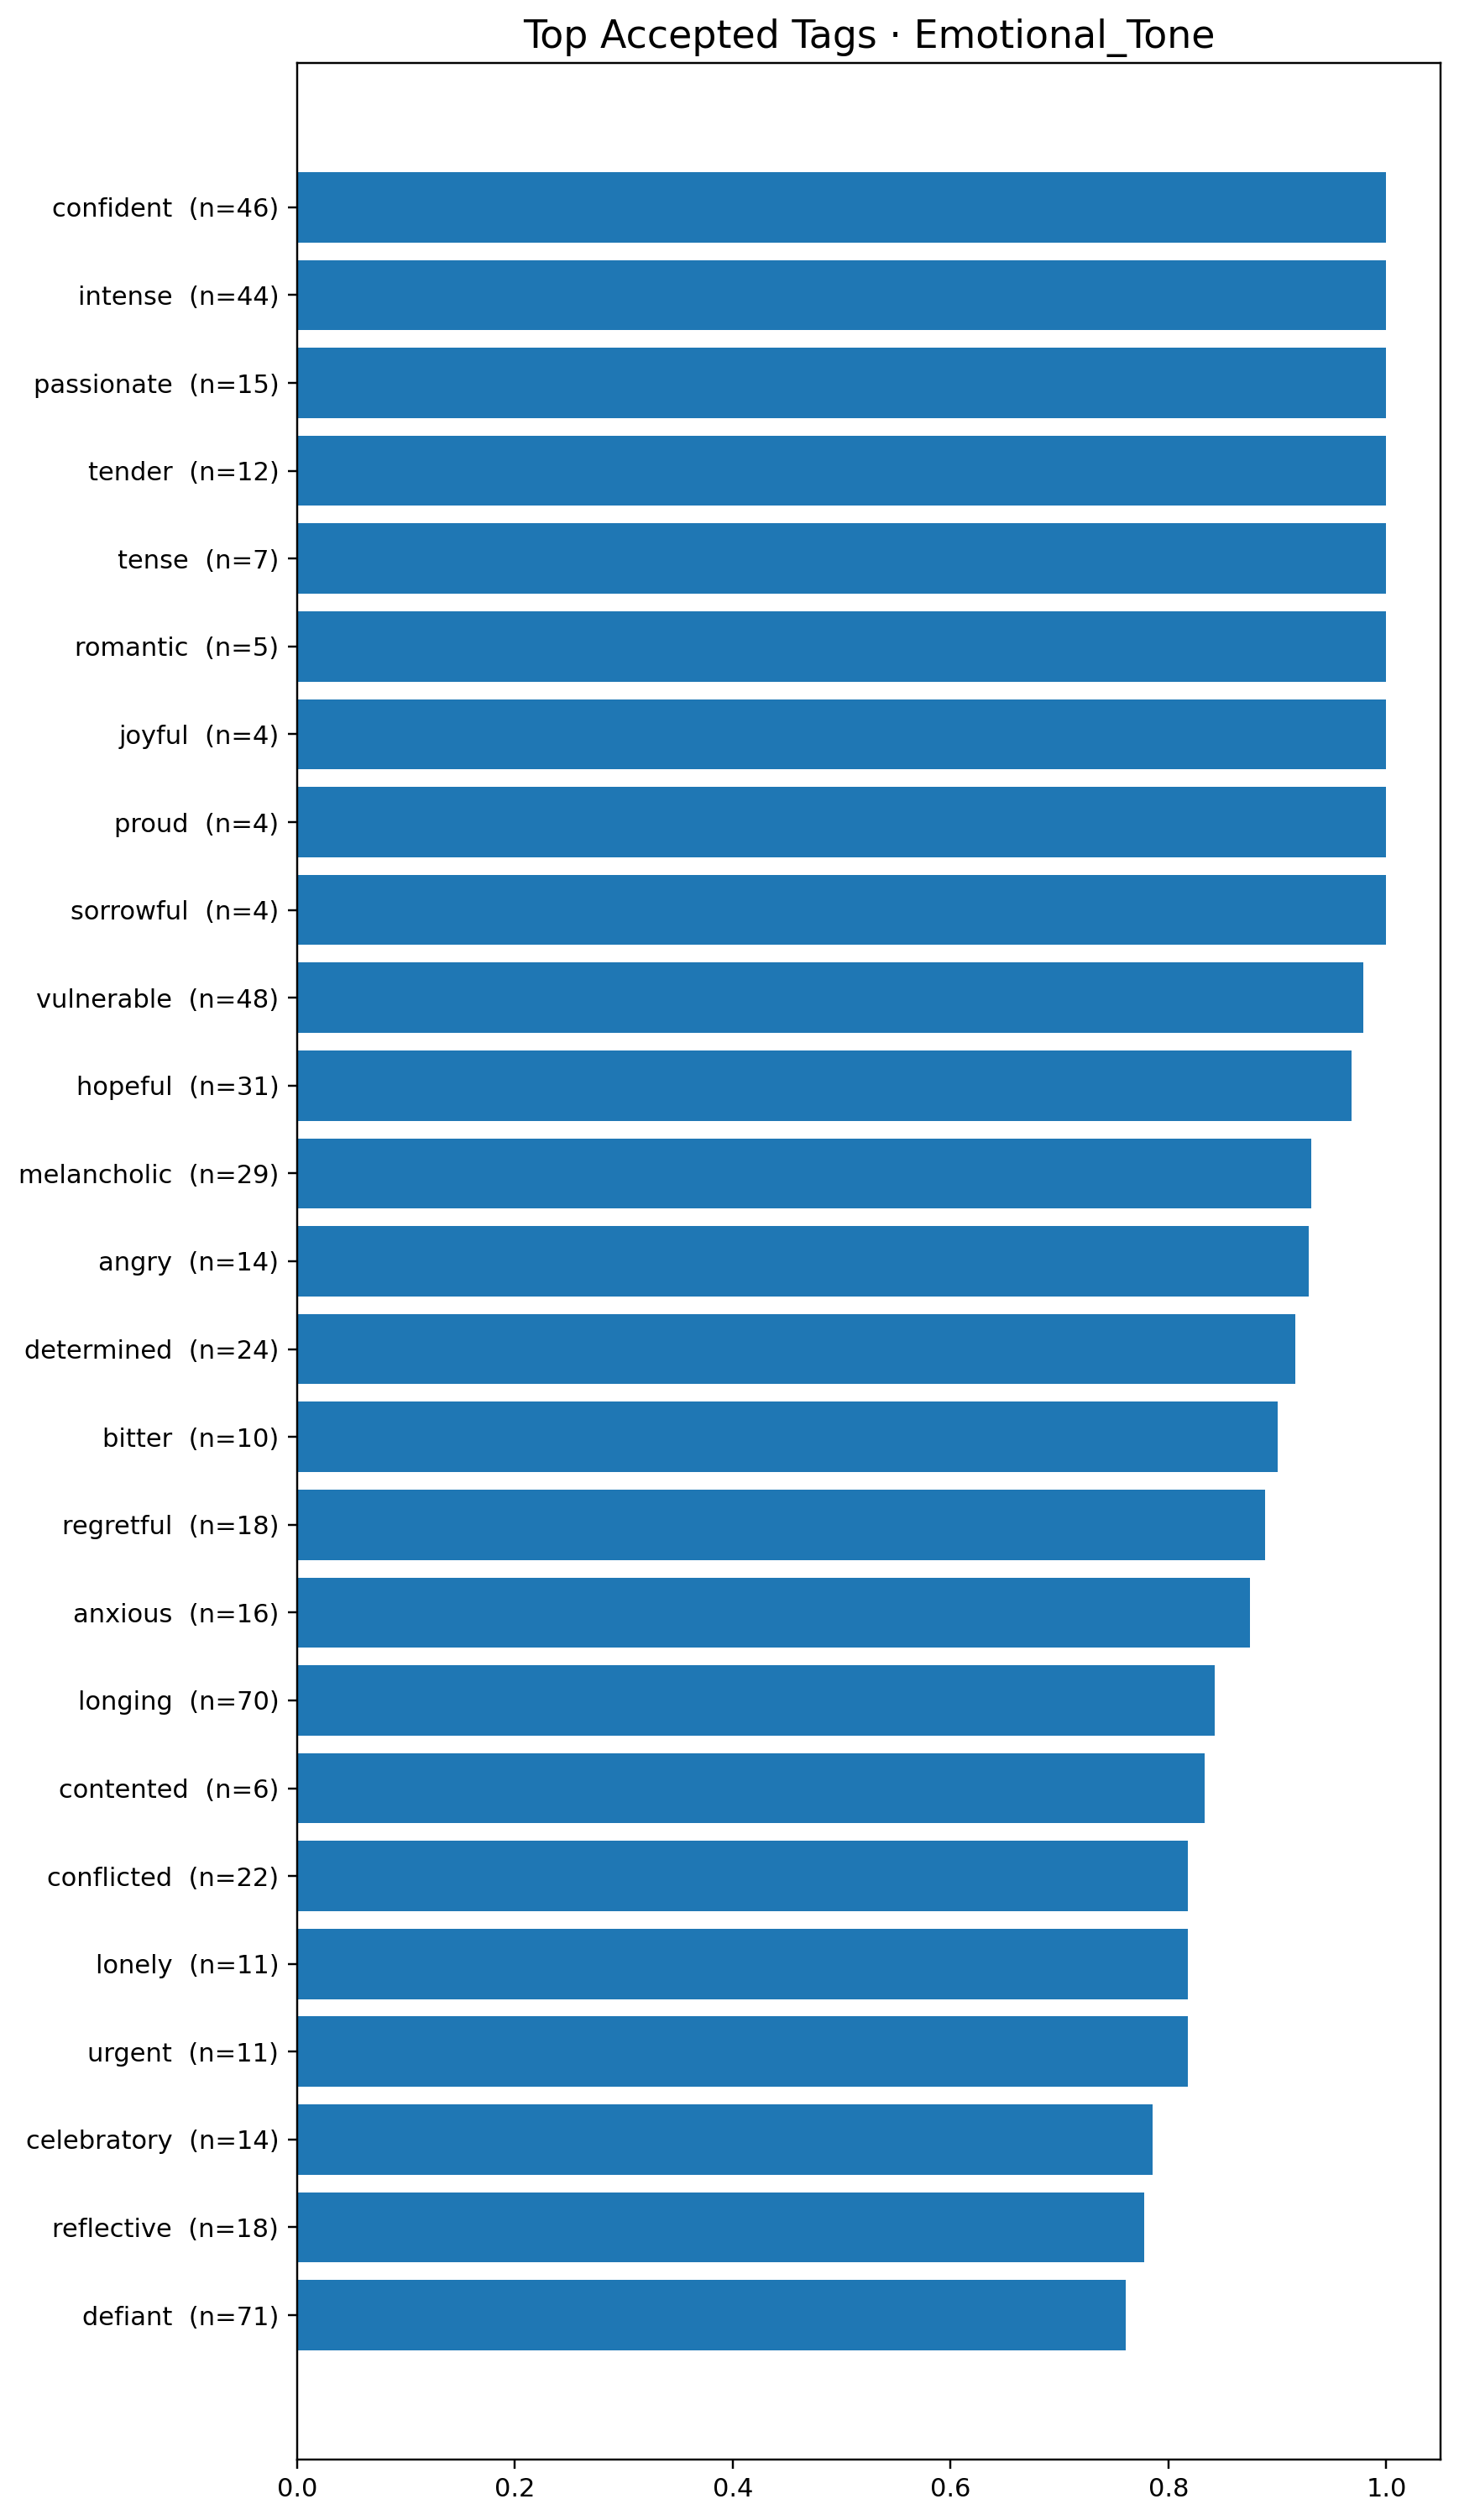 Top Accepted Tags · Emotional_Tone
confident (n=46)
intense (n=44)
passionate (n=15)
tender (n=12)
tense (n=7)
romantic (n=5)
joyful (n=4)
proud (n=4)
sorrowful (n=4)
vulnerable (n=48)
hopeful (n=31)
melancholic (n=29)
angry (n=14)
determined (n=24)
bitter (n=10)
regretful (n=18)
anxious (n=16)
longing (n=70)
contented (n=6)
conflicted (n=22)
lonely (n=11)
urgent (n=11)
celebratory (n=14)
reflective (n=18)
defiant (n=71)
0.0 0.2 0.4 0.6 0.8 1.0